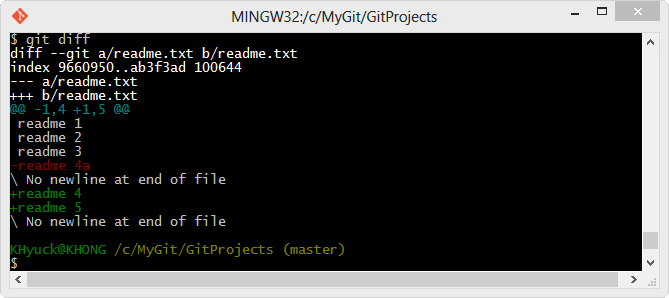 MINGW32:/c/MyGit/GitProjects
$ git diff
diff --git a/readme.txt b/readme.txt
index 9660950..ab3f3ad 100644
--- a/readme.txt
+++ b/readme.txt
@@ -1,4 +1,5 @@
 readme 1
 readme 2
 readme 3
-readme 4a
\ No newline at end of file
+readme 4
+readme 5
\ No newline at end of file
KHyuck@KHONG /c/MyGit/GitProjects (master)
$